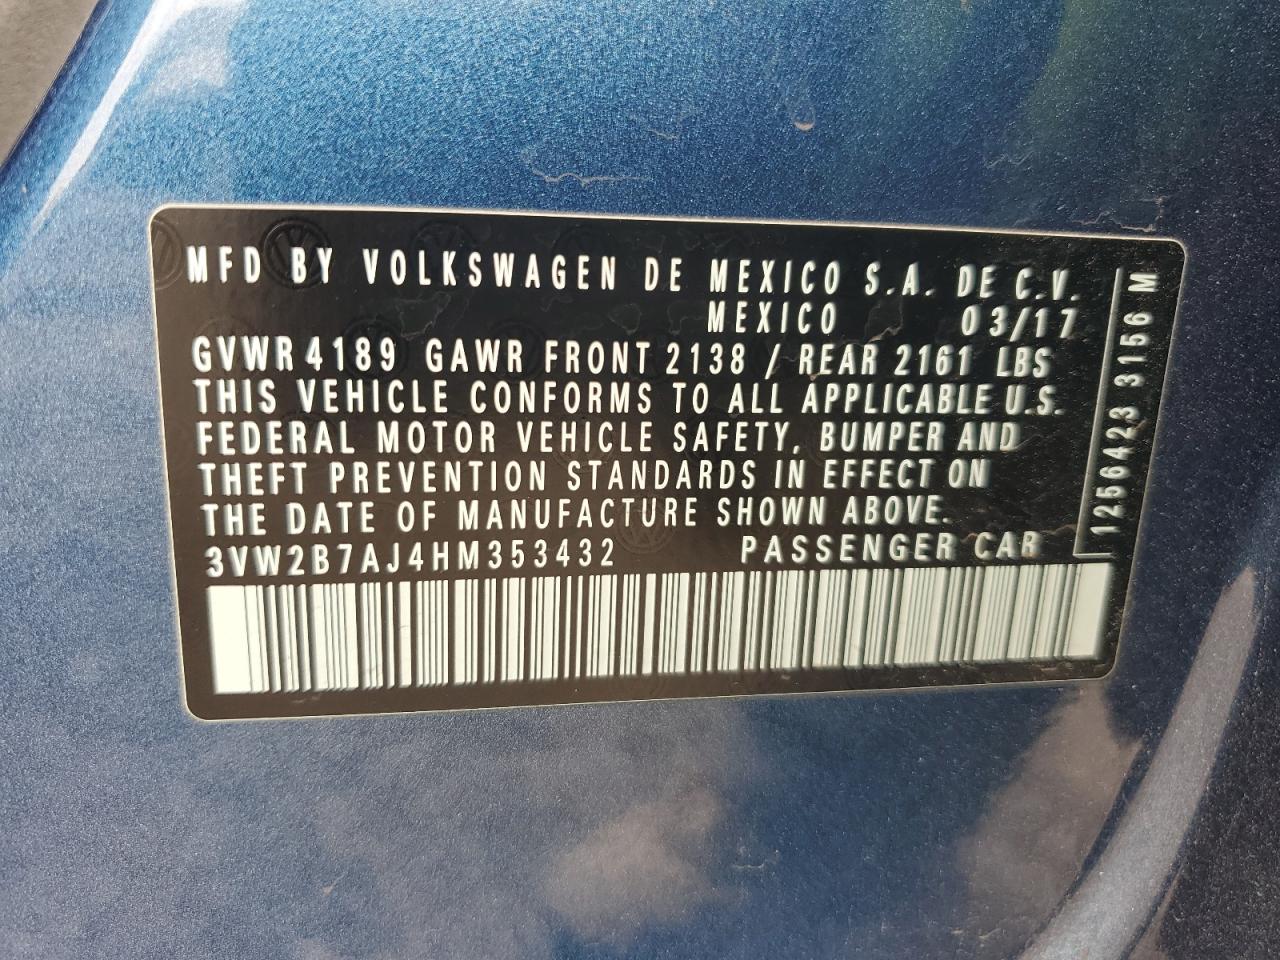 MFD BY VOLKSWAGEN DE MEXICO S.A. DE C.V.
MEXICO 03/17
GVWR 4189 GAWR FRONT 2138 / REAR 2161 LBS
THIS VEHICLE CONFORMS TO ALL APPLICABLE U.S.
FEDERAL MOTOR VEHICLE SAFETY, BUMPER AND
THEFT PREVENTION STANDARDS IN EFFECT ON
THE DATE OF MANUFACTURE SHOWN ABOVE.
3VW2B7AJ4HM353432 PASSENGER CAR
1256423 3156 M